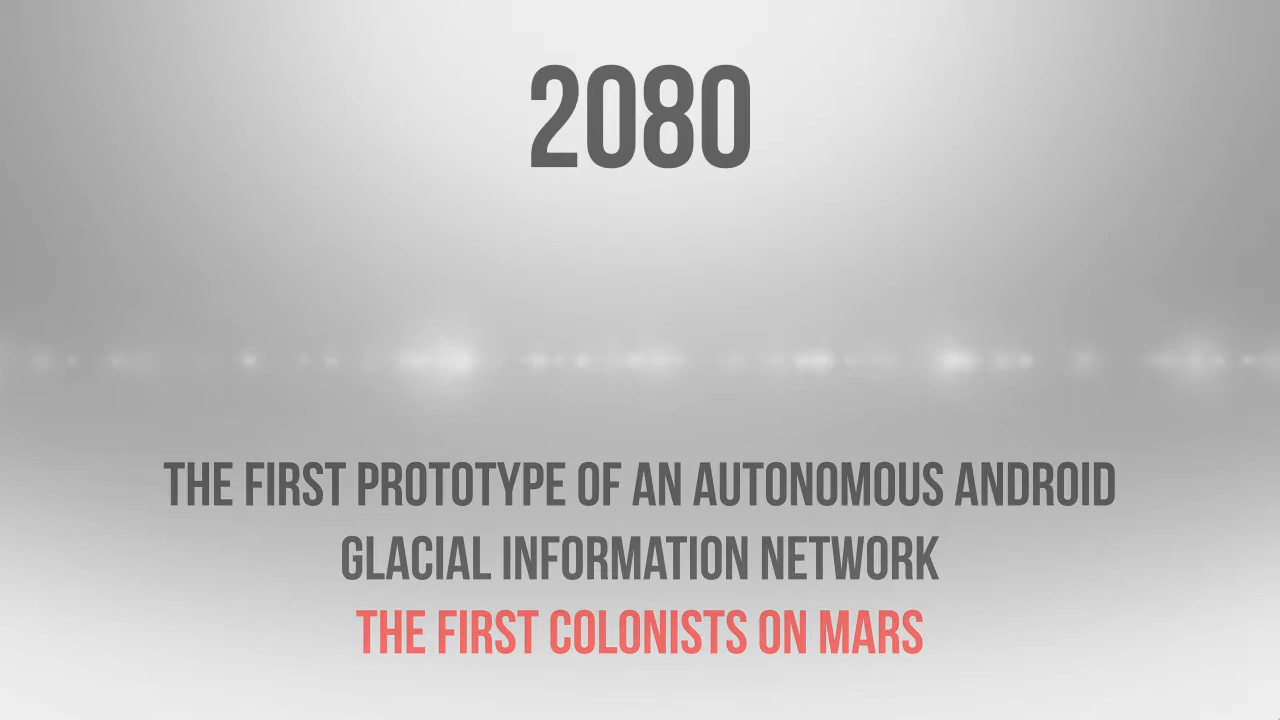 2080
THE FIRST PROTOTYPE OF AN AUTONOMOUS ANDROID
GLACIAL INFORMATION NETWORK
THE FIRST COLONISTS ON MARS